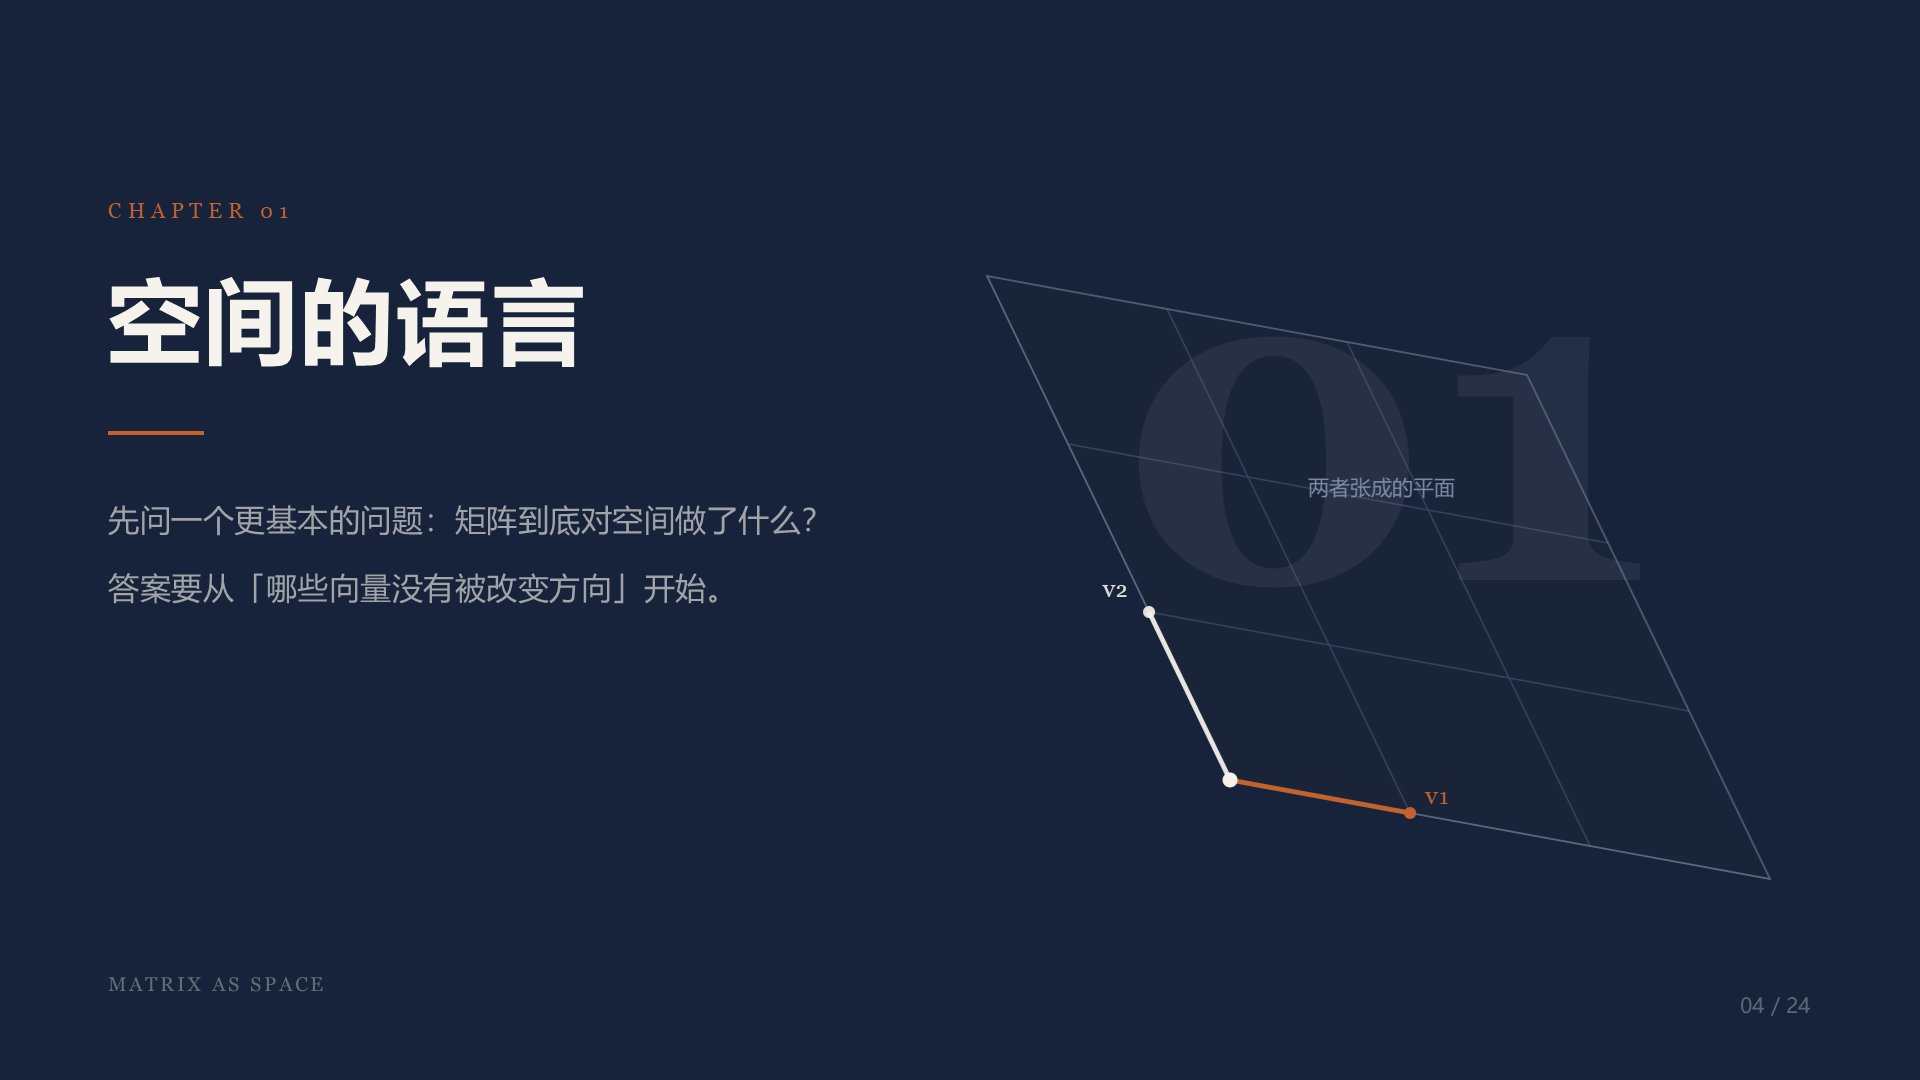 CHAPTER 01
空间的语言
先问一个更基本的问题：矩阵到底对空间做了什么？
答案要从「哪些向量没有被改变方向」开始。
01
两者张成的平面
V2
V1
MATRIX AS SPACE
04 / 24